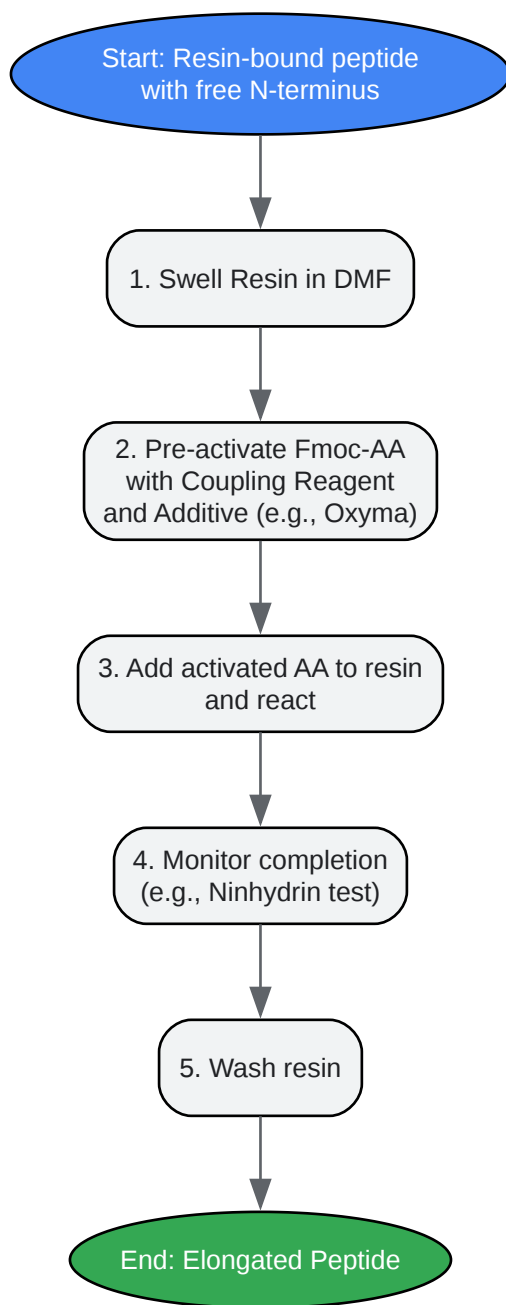 Start: Resin-bound peptide
with free N-terminus
1. Swell Resin in DMF
2. Pre-activate Fmoc-AA
with Coupling Reagent
and Additive (e.g., Oxyma)
3. Add activated AA to resin
and react
4. Monitor completion
(e.g., Ninhydrin test)
5. Wash resin
End: Elongated Peptide